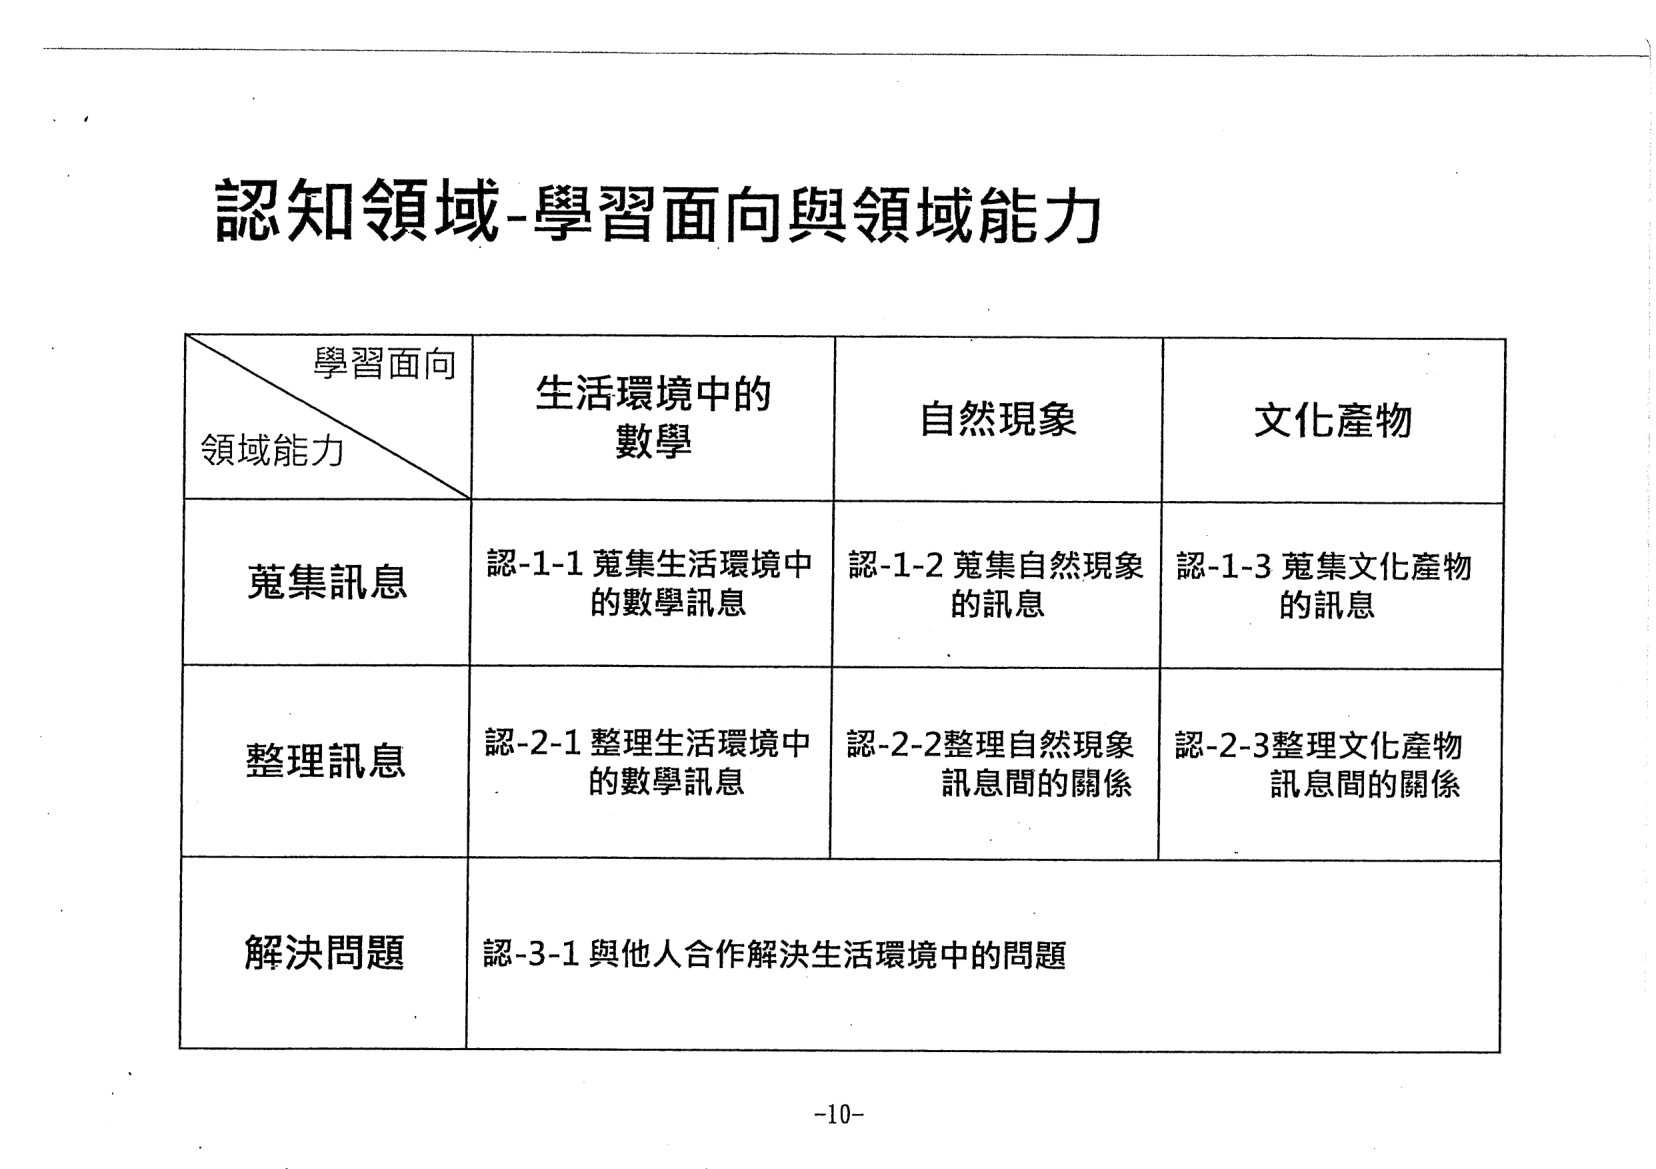 認知領域-學習面向與領域能力
學習面向
領域能力
生活環境中的
數學
自然現象
文化產物
蒐集訊息
認-1-1 蒐集生活環境中
的數學訊息
認-1-2 蒐集自然現象
的訊息
認-1-3 蒐集文化產物
的訊息
整理訊息
認-2-1 整理生活環境中
的數學訊息
認-2-2整理自然現象
訊息間的關係
認-2-3整理文化產物
訊息間的關係
解決問題
認-3-1 與他人合作解決生活環境中的問題
-10-